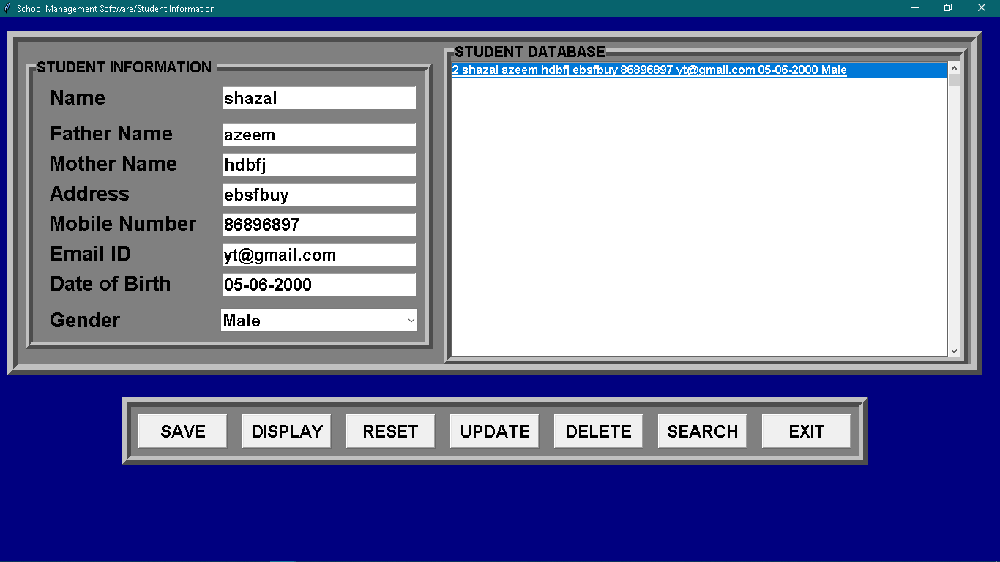 School Management Software/Student Information
STUDENT INFORMATION
Name shazal
Father Name azeem
Mother Name hdbfj
Address ebsfbuy
Mobile Number 86896897
Email ID yt@gmail.com
Date of Birth 05-06-2000
Gender Male
STUDENT DATABASE
2 shazal azeem hdbfj ebsfbuy 86896897 yt@gmail.com 05-06-2000 Male
SAVE DISPLAY RESET UPDATE DELETE SEARCH EXIT